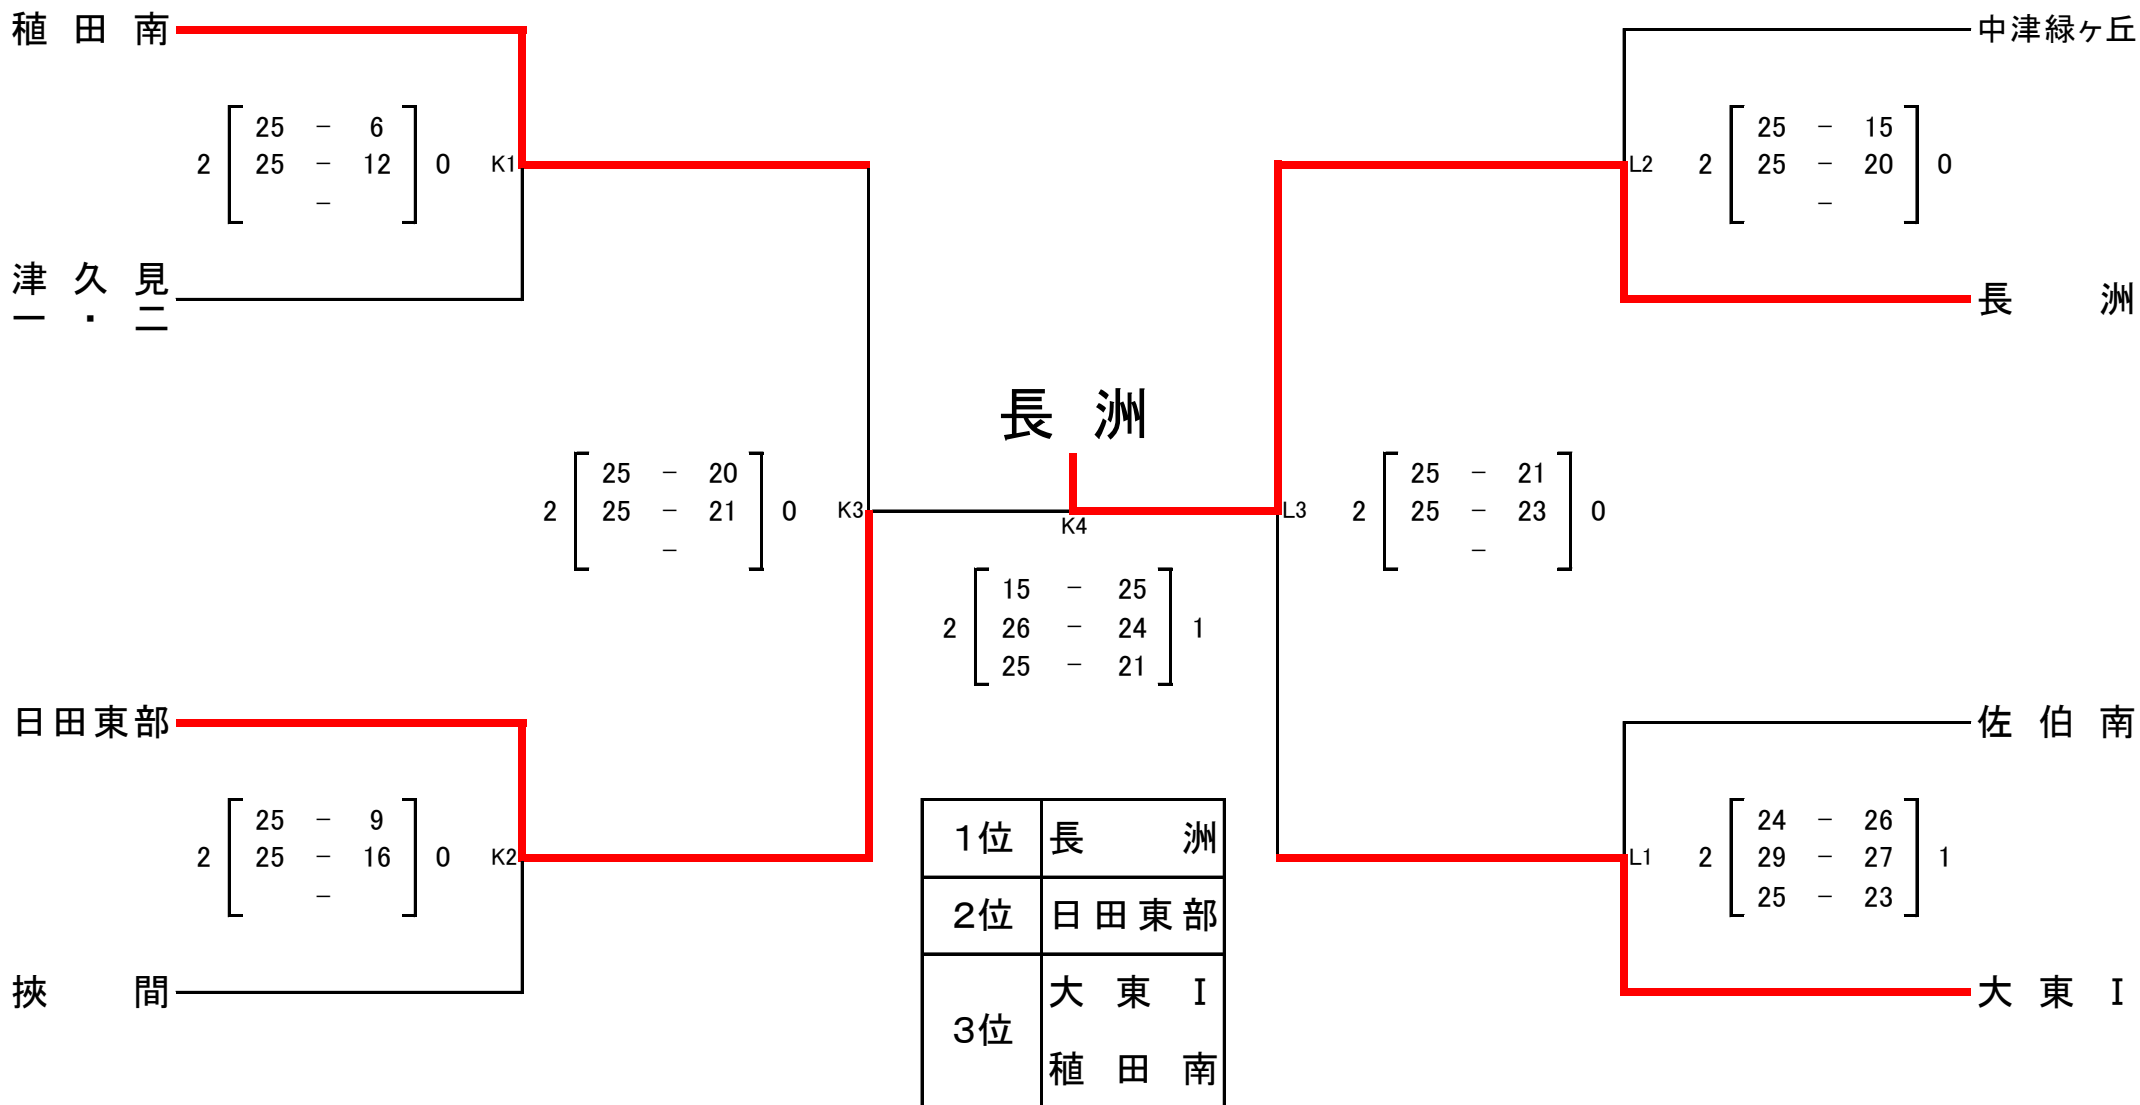 稙田南
中津緑ヶ丘
2 25 - 6 0 K1
25 - 12
-
L2 2 25 - 15 0
25 - 20
-
津久見
一・二
長洲
長洲
2 25 - 20 0 K3
25 - 21
-
K4
L3 2 25 - 21 0
25 - 23
-
2 15 - 25 1
26 - 24
25 - 21
日田東部
佐伯南
2 25 - 9 0 K2
25 - 16
-
L1 2 24 - 26 1
29 - 27
25 - 23
挾間
大東Ⅰ
1位 長洲
2位 日田東部
3位 大東Ⅰ
稙田南